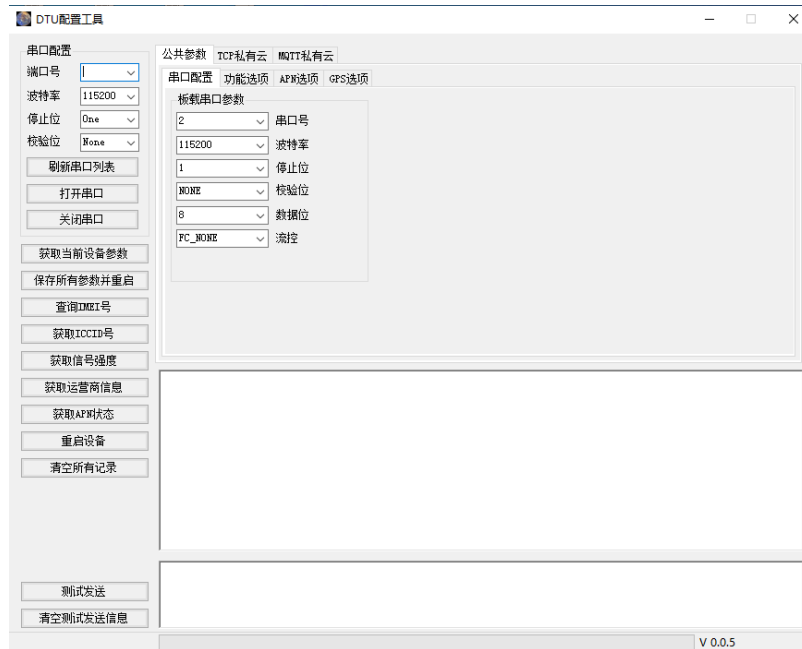 DTU配置工具
串口配置
端口号
波特率 115200
停止位 One
校验位 None
刷新串口列表
打开串口
关闭串口
获取当前设备参数
保存所有参数并重启
查询IMEI号
获取ICCID号
获取信号强度
获取运营商信息
获取APN状态
重启设备
清空所有记录
测试发送
清空测试发送信息
公共参数 TCP私有云 MQTT私有云
串口配置 功能选项 APN选项 GPS选项
板载串口参数
2 串口号
115200 波特率
1 停止位
NONE 校验位
8 数据位
FC_NONE 流控
V 0.0.5